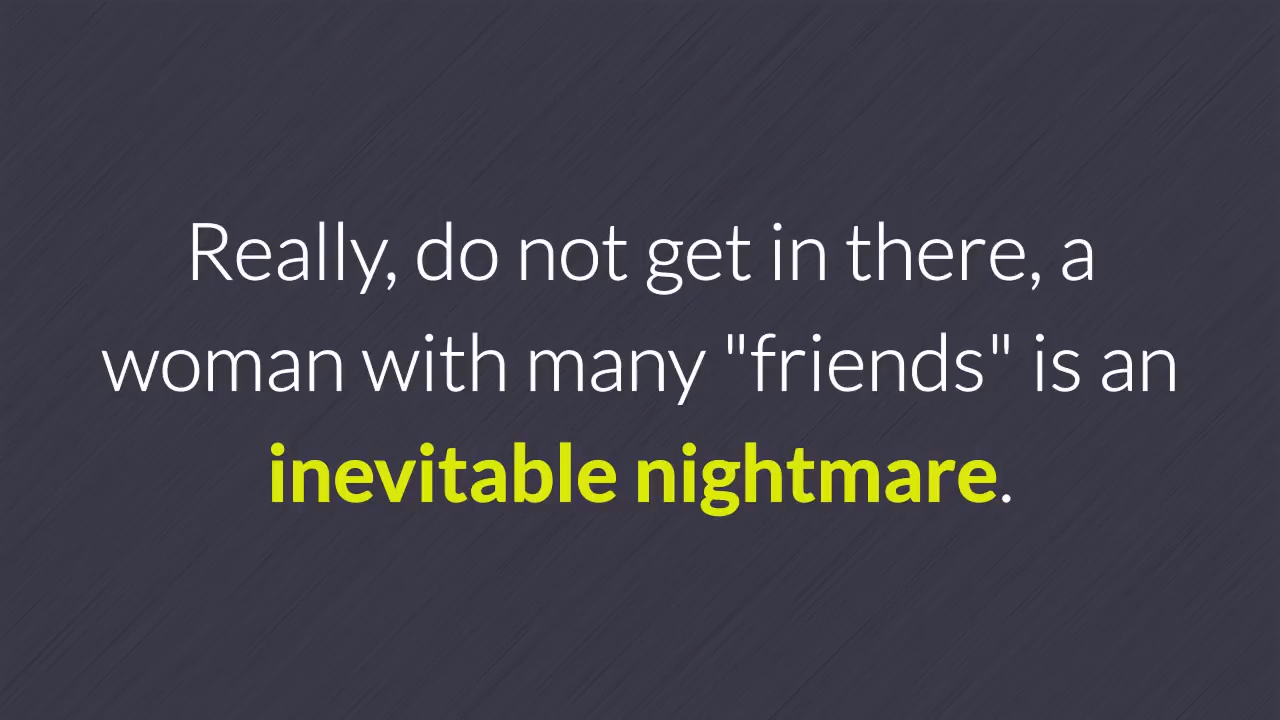 Really, do not get in there, a
woman with many "friends" is an
inevitable nightmare.